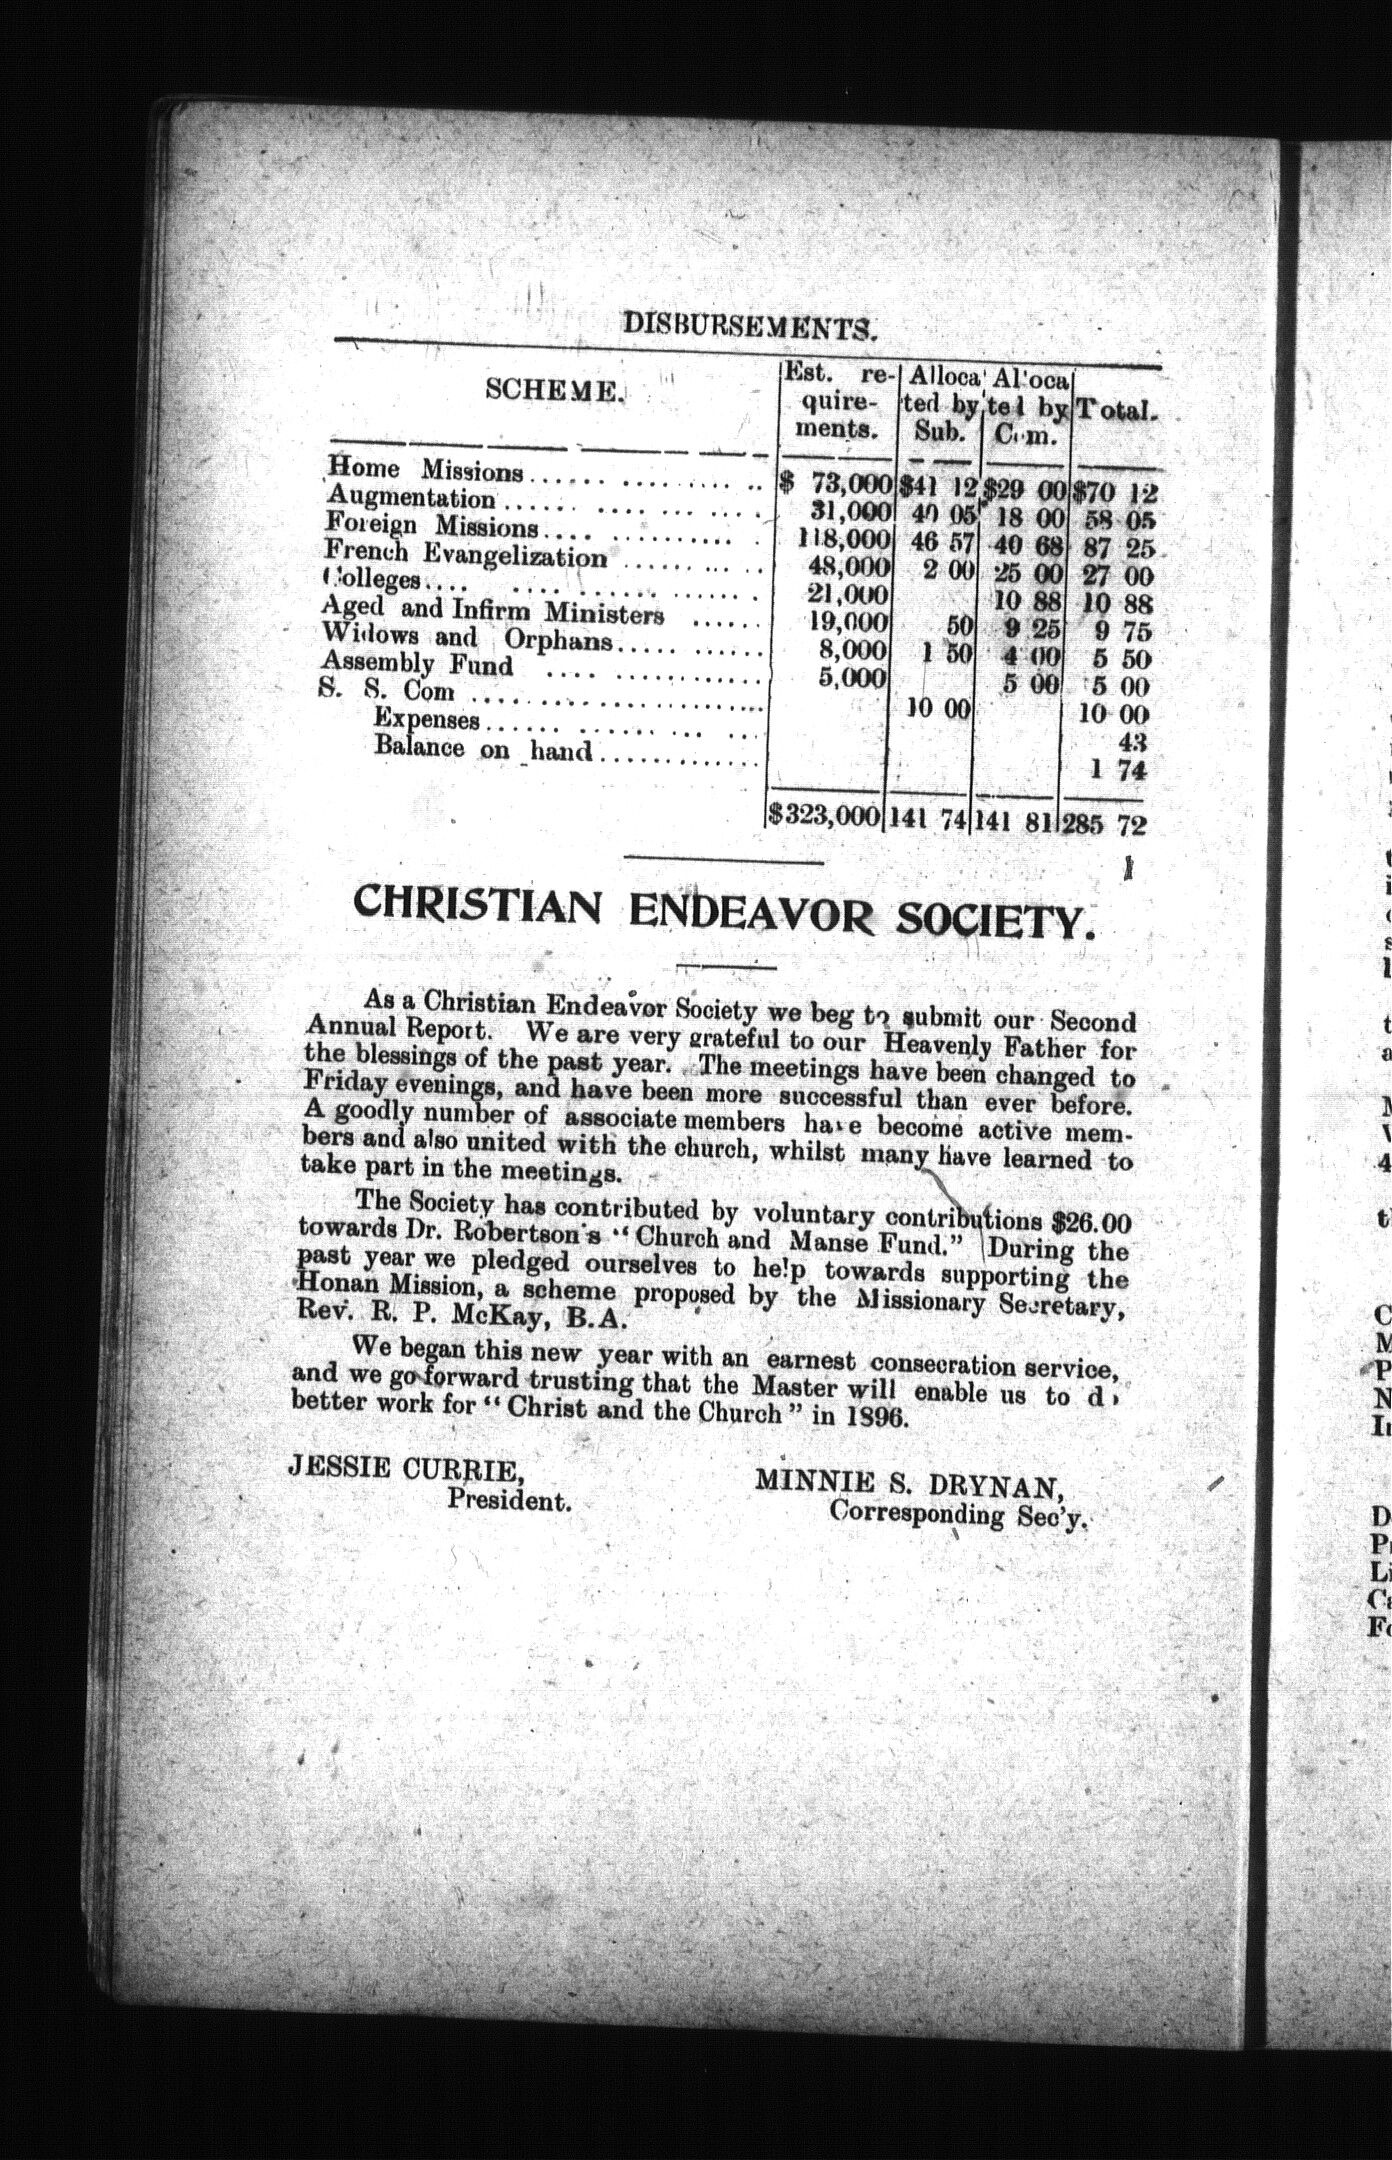 DISBURSEMENTS.
SCHEME. Est. re- Alloca Al'oca
quire- ted by te l by Total.
ments. Sub. Com.
Home Missions $ 73,000 $41 12 $29 00 $70 12
Augmentation 31,000 40 05 18 00 58 05
Foreign Missions 118,000 46 57 40 68 87 25
French Evangelization 48,000 2 00 25 00 27 00
Colleges 21,000 10 88 10 88
Aged and Infirm Ministers 19,000 50 9 25 9 75
Widows and Orphans 8,000 1 50 4 00 5 50
Assembly Fund 5,000 5 00 5 00
S. S. Com 10 00 10 00
Expenses 43
Balance on hand 1 74
$323,000 141 74 141 81 285 72
CHRISTIAN ENDEAVOR SOCIETY.
As a Christian Endeavor Society we beg to submit our Second
Annual Report. We are very grateful to our Heavenly Father for
the blessings of the past year. The meetings have been changed to
Friday evenings, and have been more successful than ever before.
A goodly number of associate members have become active mem-
bers and also united with the church, whilst many have learned to
take part in the meetings.
The Society has contributed by voluntary contributions $26.00
towards Dr. Robertson's "Church and Manse Fund." During the
past year we pledged ourselves to help towards supporting the
Honan Mission, a scheme proposed by the Missionary Secretary,
Rev. R. P. McKay, B.A.
We began this new year with an earnest consecration service,
and we go forward trusting that the Master will enable us to do
better work for "Christ and the Church" in 1896.
JESSIE CURRIE, MINNIE S. DRYNAN,
President. Corresponding Sec'y.